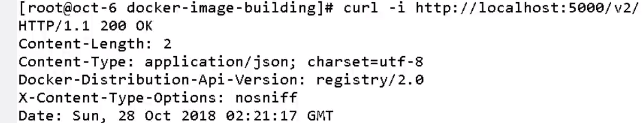 [root@oct-6 docker-image-building]# curl -i http://localhost:5000/v2/
HTTP/1.1 200 OK
Content-Length: 2
Content-Type: application/json; charset=utf-8
Docker-Distribution-Api-Version: registry/2.0
X-Content-Type-Options: nosniff
Date: Sun, 28 Oct 2018 02:21:17 GMT